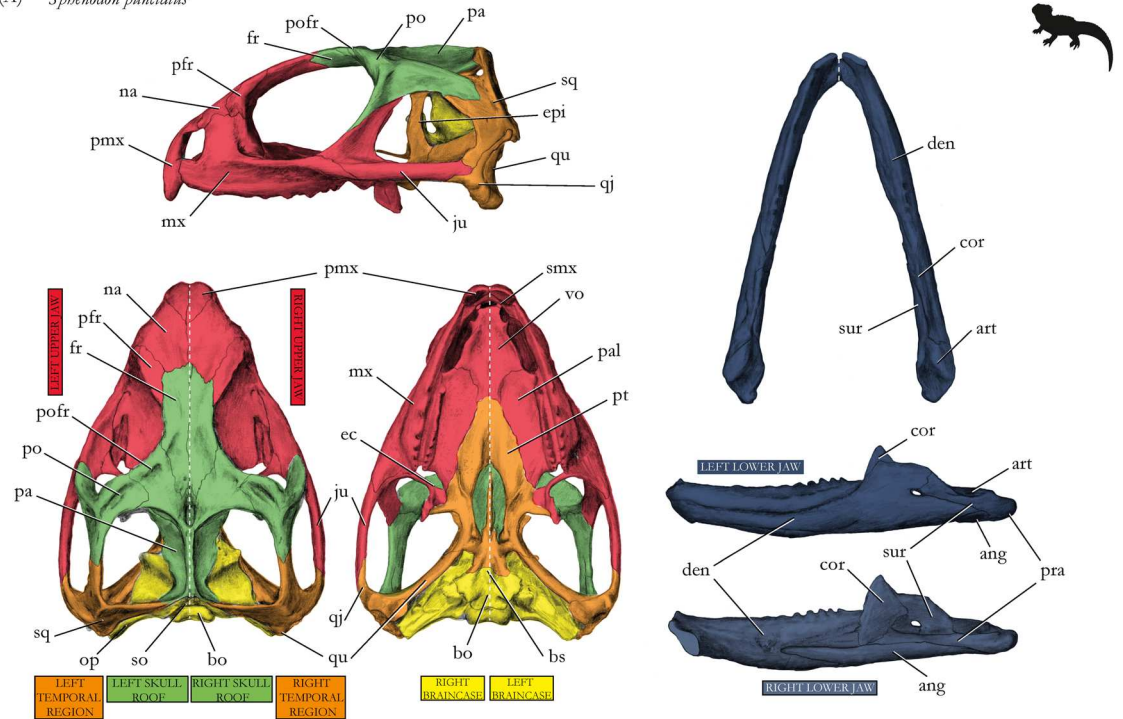 Sphenodon punctatus
pofr
po
pa
fr
pfr
na
pmx
mx
sq
epi
qu
qj
ju
den
cor
sur
art
pmx
na
pfr
fr
pofr
po
pa
LEFT UPPER JAW
RIGHT UPPER JAW
smx
vo
mx
pal
pt
ec
ju
qj
sq
op
so
bo
qu
bo
bs
LEFT TEMPORAL REGION
LEFT SKULL ROOF
RIGHT SKULL ROOF
RIGHT TEMPORAL REGION
RIGHT BRAINCASE
LEFT BRAINCASE
LEFT LOWER JAW
cor
art
sur
ang
den
cor
pra
ang
RIGHT LOWER JAW